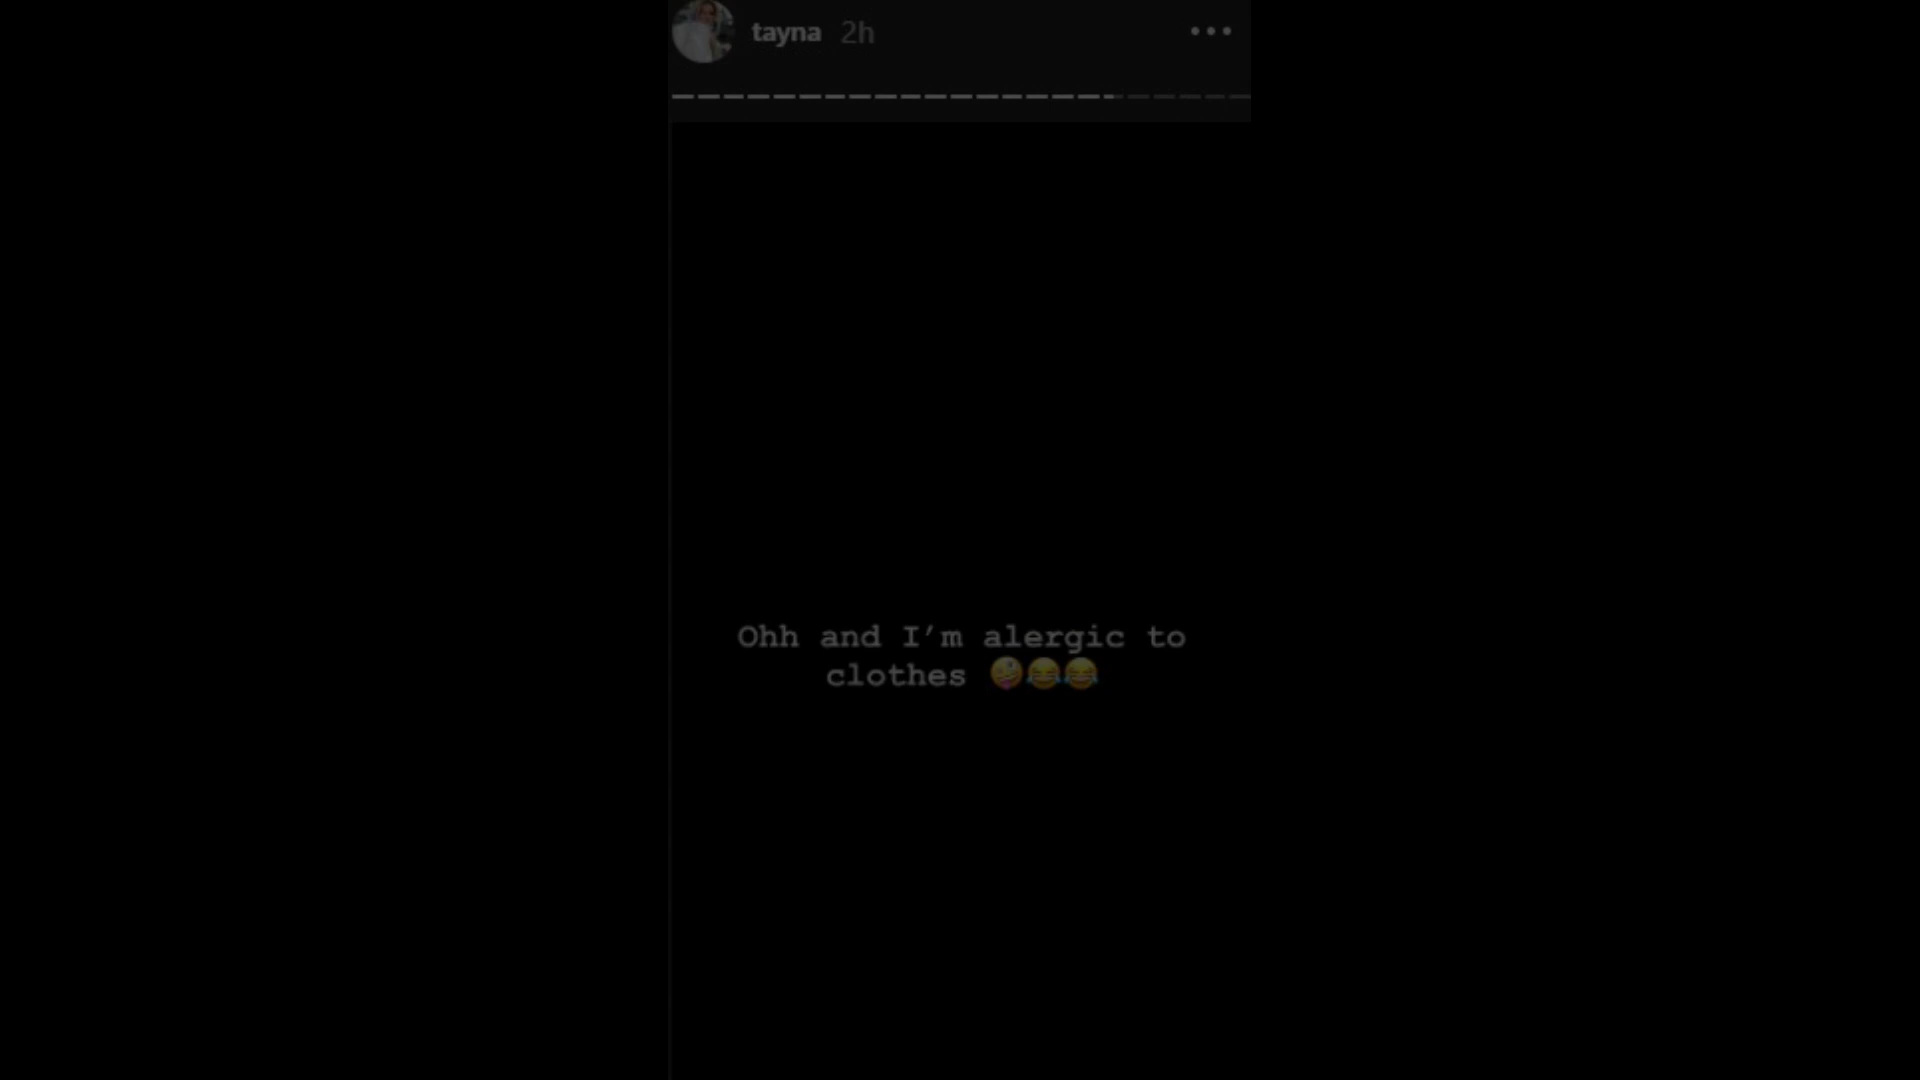 tayna 2h
Ohh and I’m alergic to
clothes 🤪😂😂